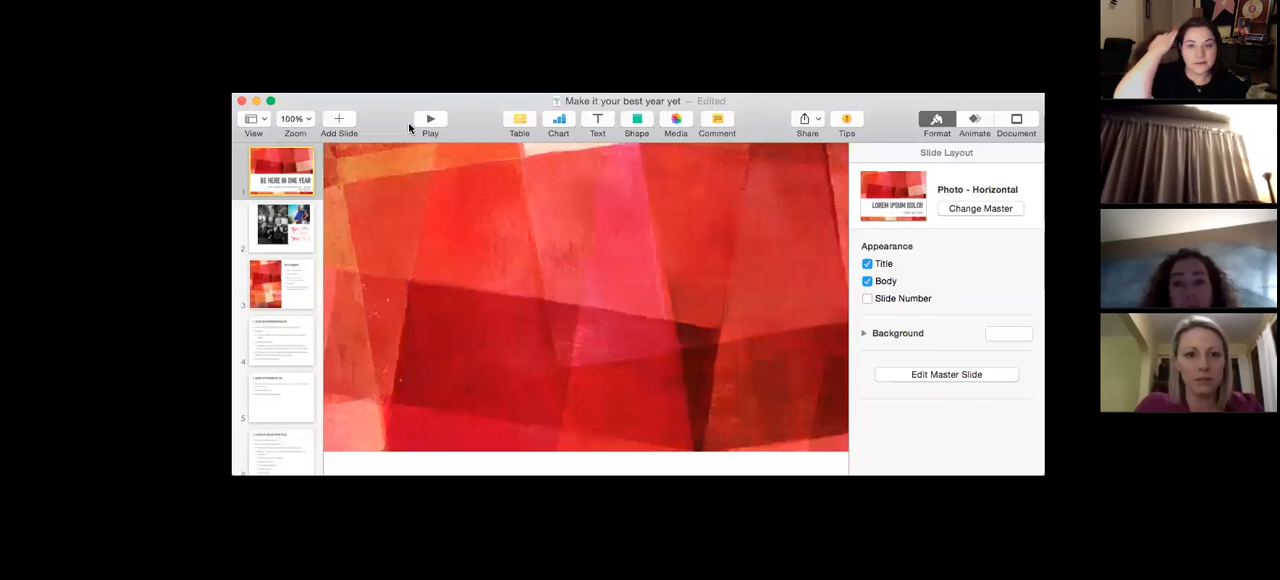 Make it your best year yet — Edited
100%
View Zoom Add Slide Play Table Chart Text Shape Media Comment Share Tips Format Animate Document
Slide Layout
1
BE HERE IN ONE YEAR
2
3
4
5
LOREM IPSUM DOLOR
Photo - Horizontal
Change Master
Appearance
Title
Body
Slide Number
Background
Edit Master Slide